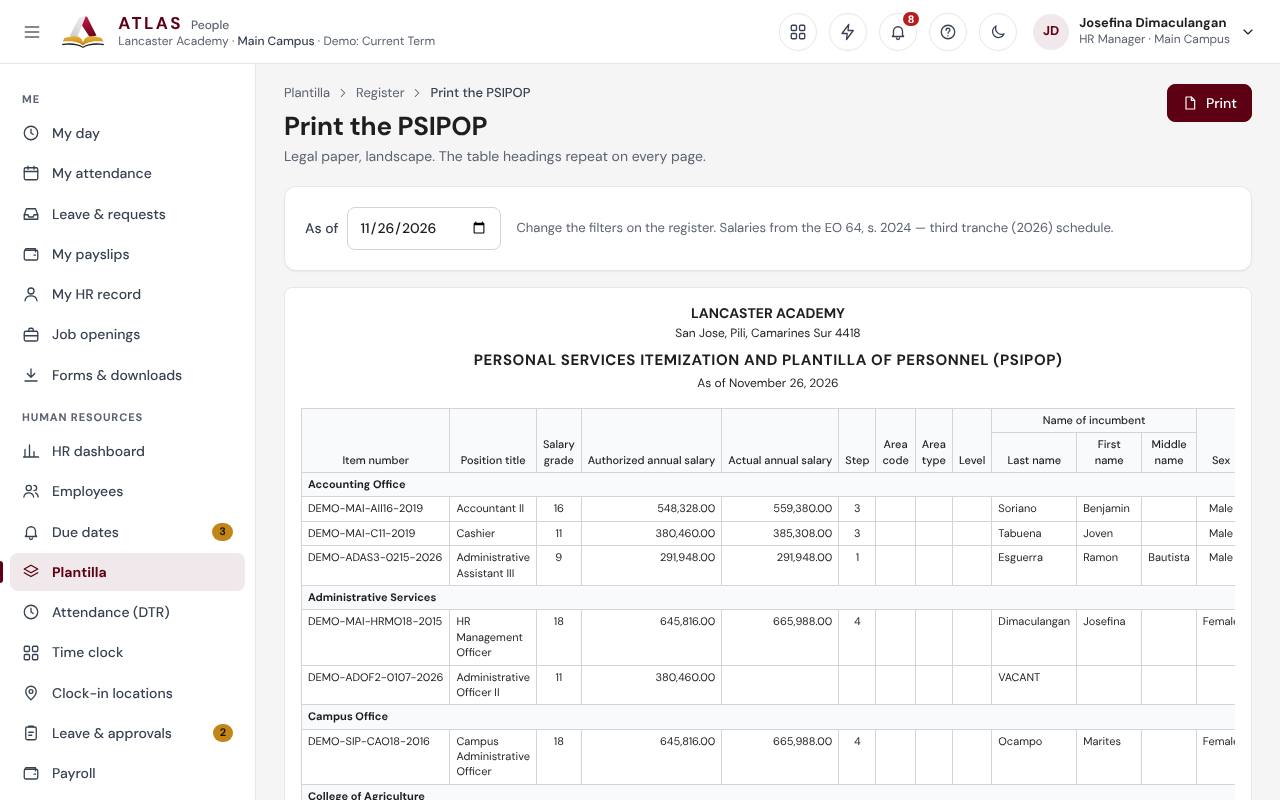 ATLAS People
Lancaster Academy · Main Campus · Demo: Current Term
8
JD
Josefina Dimaculangan
HR Manager · Main Campus
ME
My day
My attendance
Leave & requests
My payslips
My HR record
Job openings
Forms & downloads
HUMAN RESOURCES
HR dashboard
Employees
Due dates 3
Plantilla
Attendance (DTR)
Time clock
Clock-in locations
Leave & approvals 2
Payroll
Plantilla > Register > Print the PSIPOP
Print the PSIPOP
Legal paper, landscape. The table headings repeat on every page.
Print
As of 11/26/2026 Change the filters on the register. Salaries from the EO 64, s. 2024 — third tranche (2026) schedule.
LANCASTER ACADEMY
San Jose, Pili, Camarines Sur 4418
PERSONAL SERVICES ITEMIZATION AND PLANTILLA OF PERSONNEL (PSIPOP)
As of November 26, 2026
Name of incumbent
Item number Position title Salary grade Authorized annual salary Actual annual salary Step Area code Area type Level Last name First name Middle name Sex
Accounting Office
DEMO-MAI-AII16-2019 Accountant II 16 548,328.00 559,380.00 3 Soriano Benjamin Male
DEMO-MAI-C11-2019 Cashier 11 380,460.00 385,308.00 3 Tabuena Joven Male
DEMO-ADAS3-0215-2026 Administrative Assistant III 9 291,948.00 291,948.00 1 Esguerra Ramon Bautista Male
Administrative Services
DEMO-MAI-HRMO18-2015 HR Management Officer 18 645,816.00 665,988.00 4 Dimaculangan Josefina Female
DEMO-ADOF2-0107-2026 Administrative Officer II 11 380,460.00 VACANT
Campus Office
DEMO-SIP-CAO18-2016 Campus Administrative Officer 18 645,816.00 665,988.00 4 Ocampo Marites Female
College of Agriculture